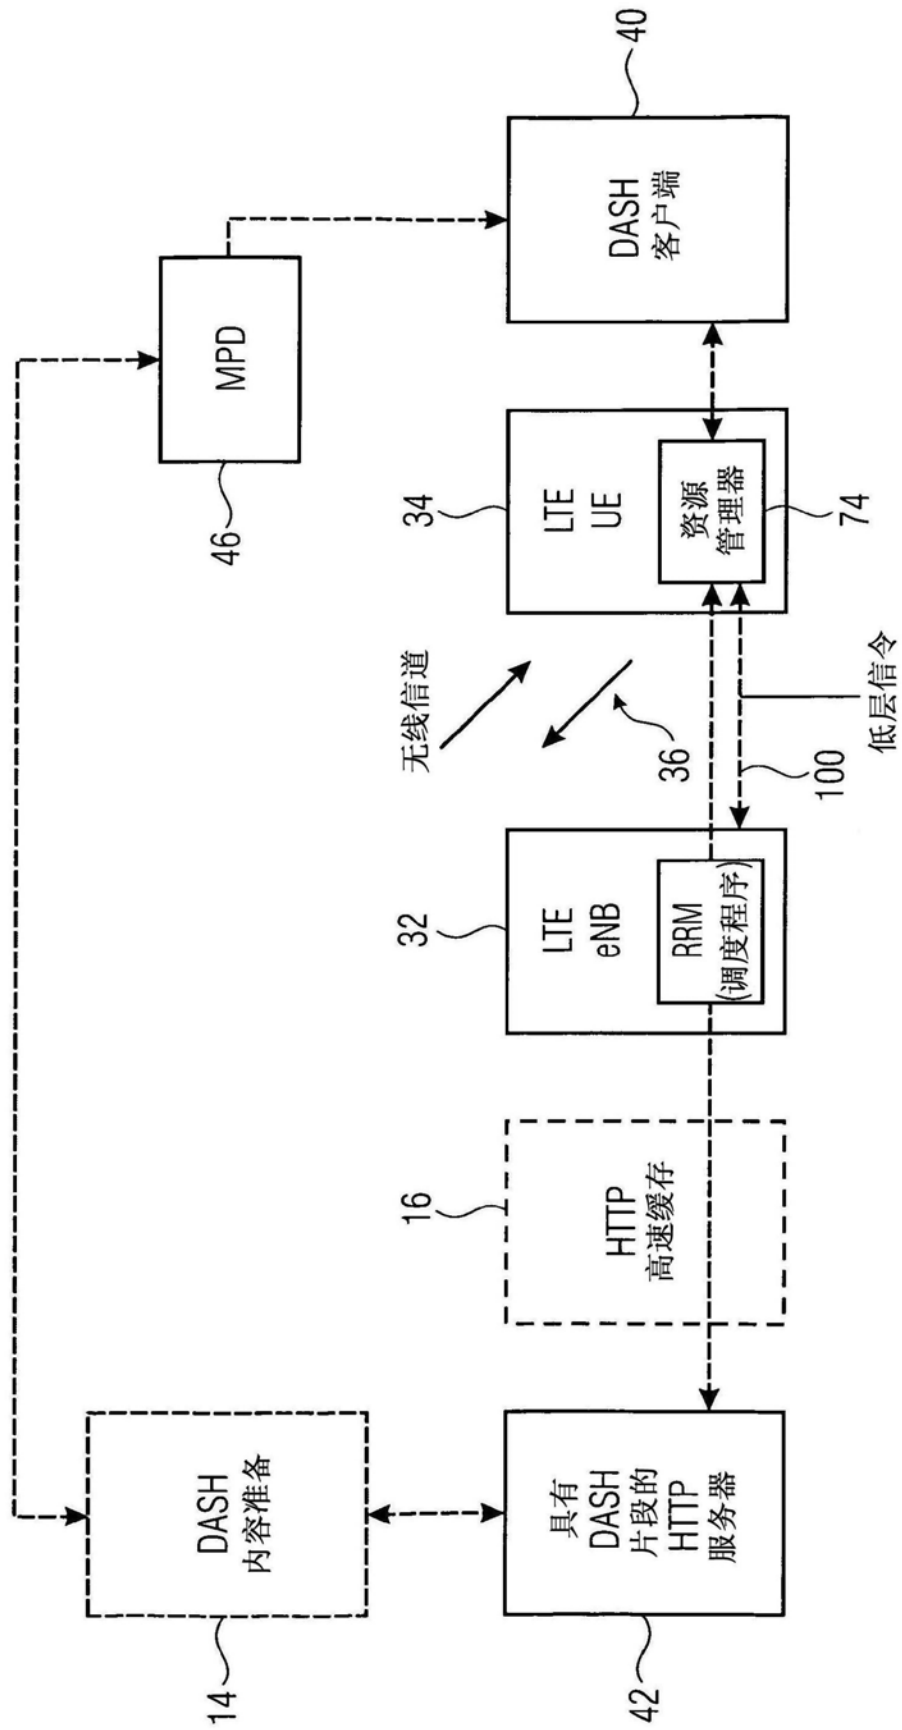 14
DASH
内容准备
46
MPD
42
具有
DASH
片段的
HTTP
服务器
16
HTTP
高速缓存
32
LTE
eNB
RRM
(调度程序)
无线信道
36
100
低层信令
34
LTE
UE
资源
管理器
74
DASH
客户端
40